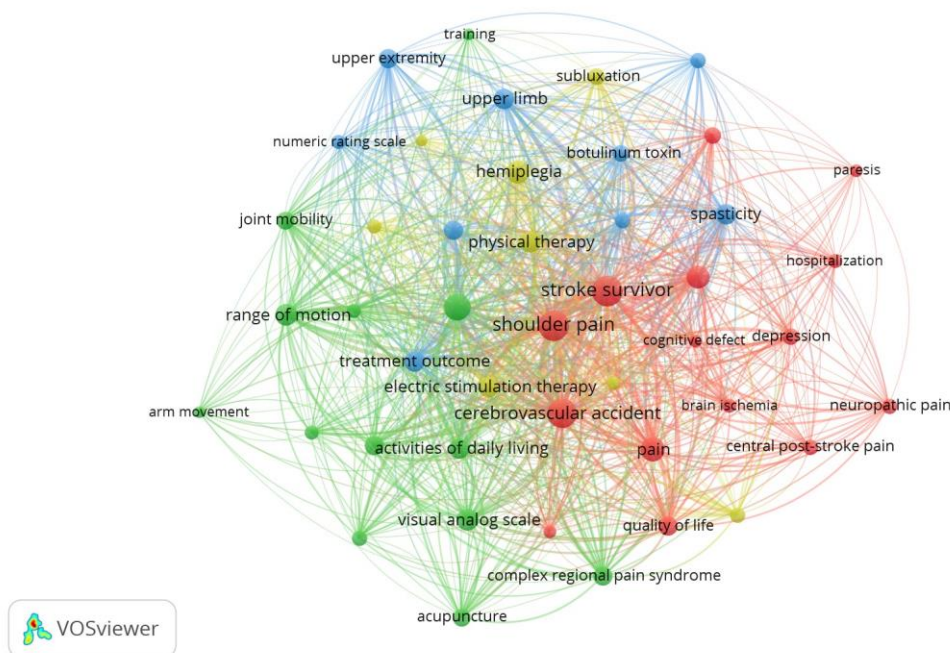 training
upper extremity
subluxation
upper limb
numeric rating scale
botulinum toxin
hemiplegia
paresis
joint mobility
spasticity
physical therapy
hospitalization
stroke survivor
range of motion
shoulder pain
cognitive defect
depression
treatment outcome
electric stimulation therapy
arm movement
cerebrovascular accident
brain ischemia
neuropathic pain
activities of daily living
pain
central post-stroke pain
visual analog scale
quality of life
complex regional pain syndrome
acupuncture
VOSviewer